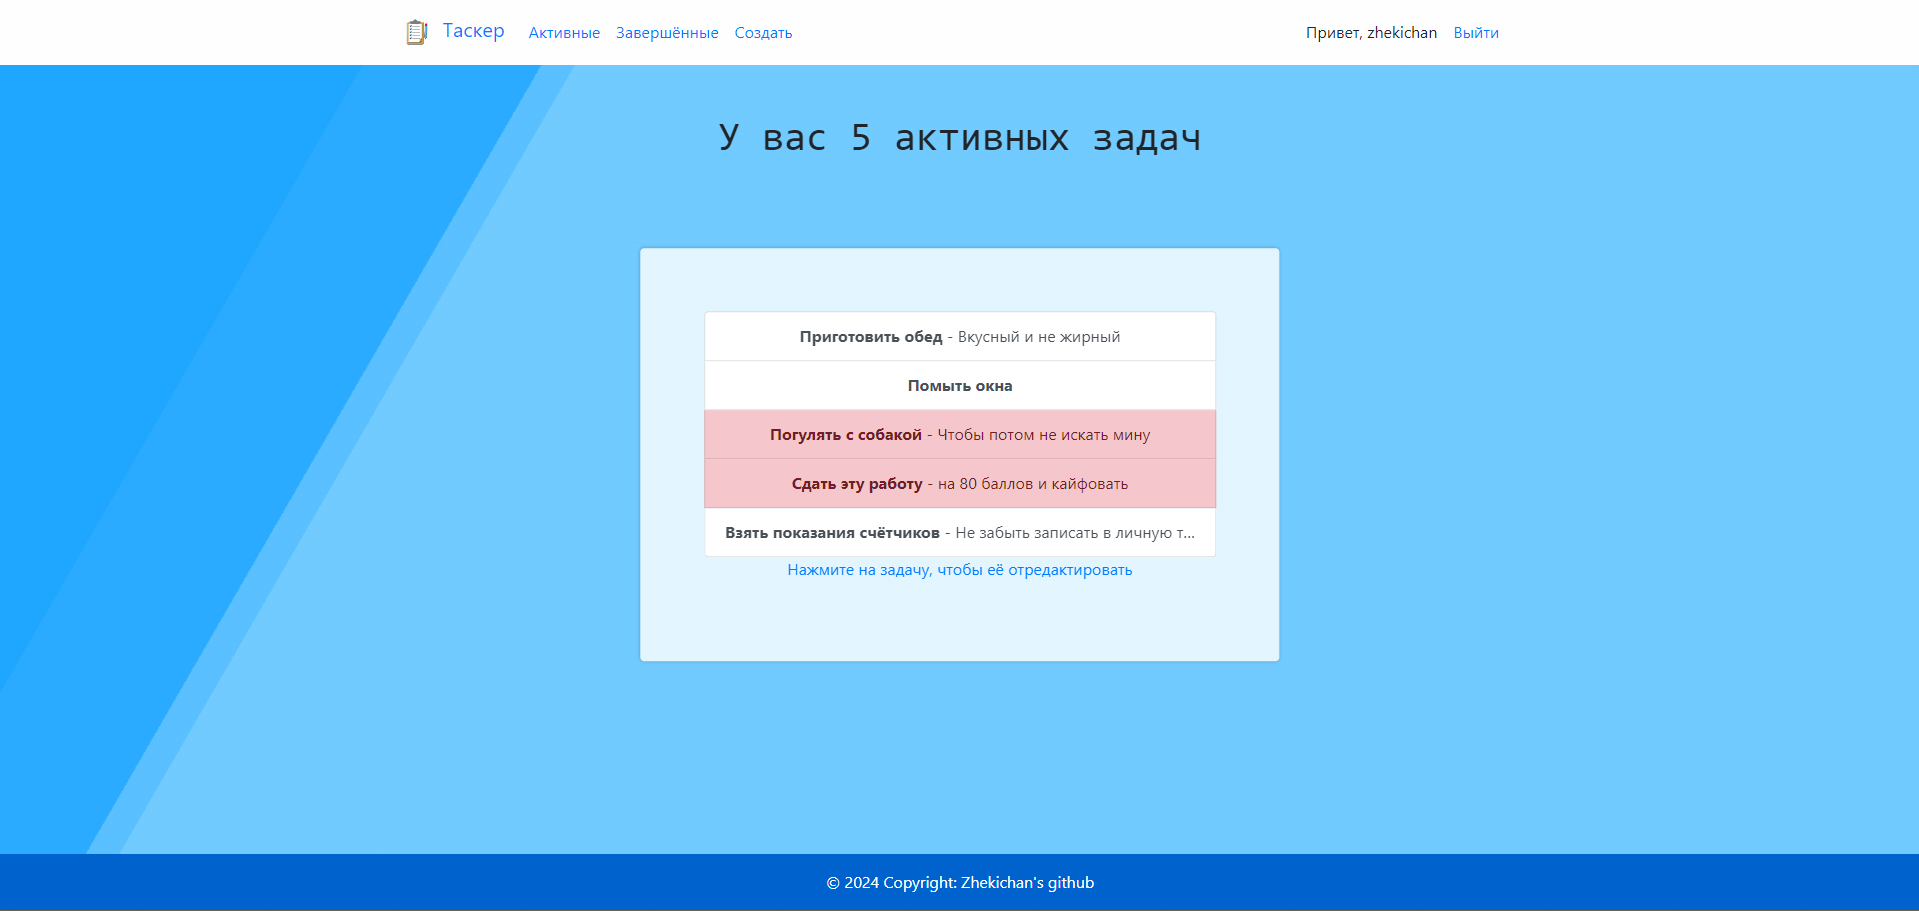 Таскер Активные Завершённые Создать Привет, zhekichan Выйти
У вас 5 активных задач
Приготовить обед - Вкусный и не жирный
Помыть окна
Погулять с собакой - Чтобы потом не искать мину
Сдать эту работу - на 80 баллов и кайфовать
Взять показания счётчиков - Не забыть записать в личную т...
Нажмите на задачу, чтобы её отредактировать
© 2024 Copyright: Zhekichan's github